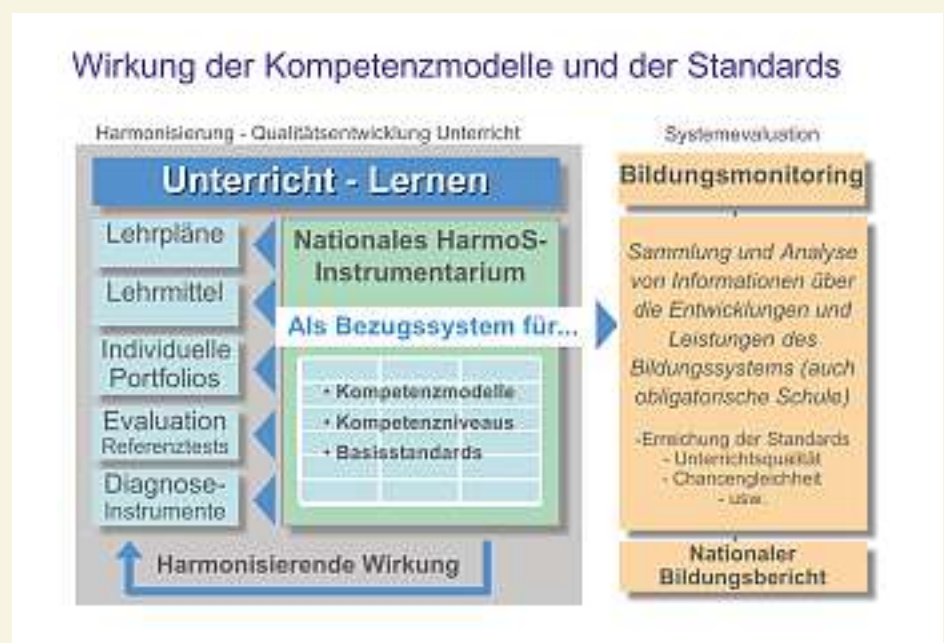 Wirkung der Kompetenzmodelle und der Standards
Harmonisierung - Qualitätsentwicklung Unterricht
Unterricht - Lernen
Lehrpläne
Lehrmittel
Individuelle
Portfolios
Evaluation
Referenztests
Diagnose-
Instrumente
Nationales HarmoS-
Instrumentarium
Als Bezugssystem für...
• Kompetenzmodelle
• Kompetenzniveaus
• Basisstandards
Harmonisierende Wirkung
Systemevaluation
Bildungsmonitoring
Sammlung und Analyse
von Informationen über
die Entwicklungen und
Leistungen des
Bildungssystems (auch
obligatorische Schule)
-Erreichung der Standards
- Unterrichtsqualität
- Chancengleichheit
- usw.
Nationaler
Bildungsbericht